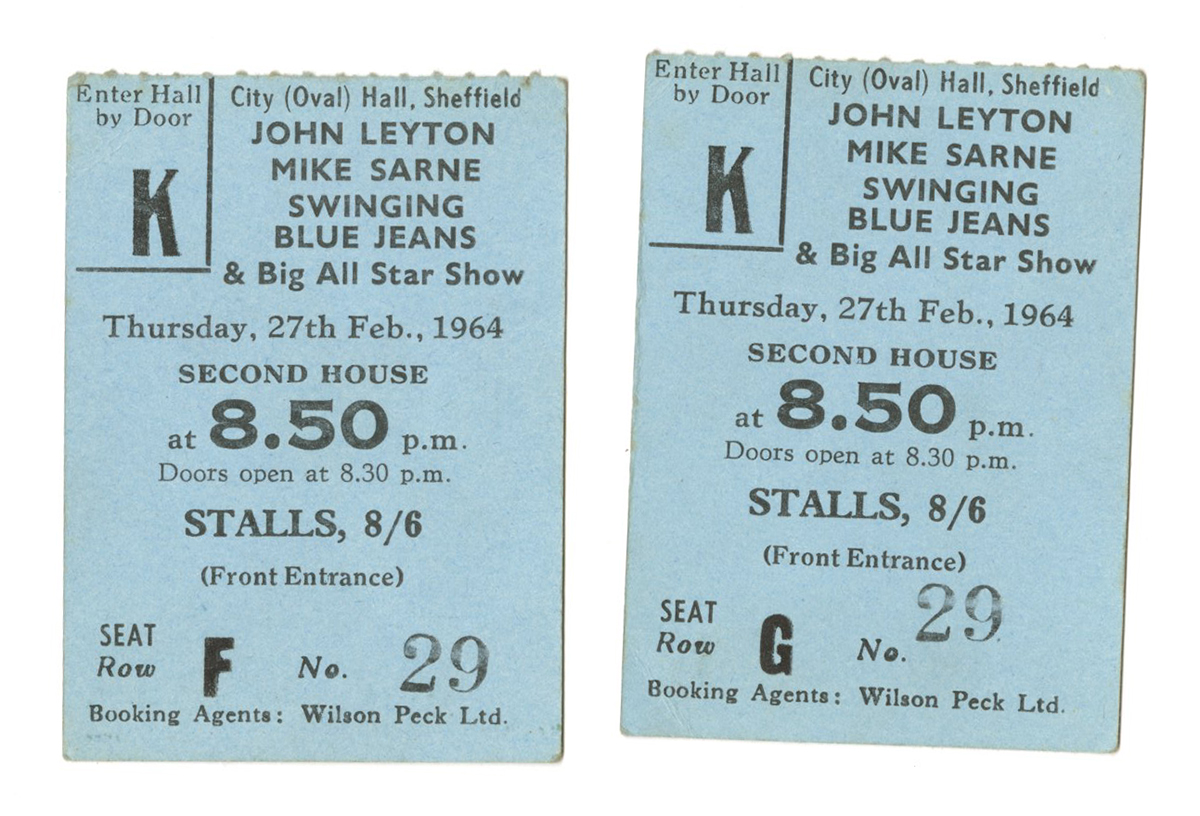 Enter Hall
by Door
K
City (Oval) Hall, Sheffield
JOHN LEYTON
MIKE SARNE
SWINGING
BLUE JEANS
& Big All Star Show
Thursday, 27th Feb., 1964
SECOND HOUSE
at 8.50 p.m.
Doors open at 8.30 p.m.
STALLS, 8/6
(Front Entrance)
SEAT
Row F No. 29
Booking Agents: Wilson Peck Ltd.
Enter Hall
by Door
K
City (Oval) Hall, Sheffield
JOHN LEYTON
MIKE SARNE
SWINGING
BLUE JEANS
& Big All Star Show
Thursday, 27th Feb., 1964
SECOND HOUSE
at 8.50 p.m.
Doors open at 8.30 p.m.
STALLS, 8/6
(Front Entrance)
SEAT
Row G No. 29
Booking Agents: Wilson Peck Ltd.